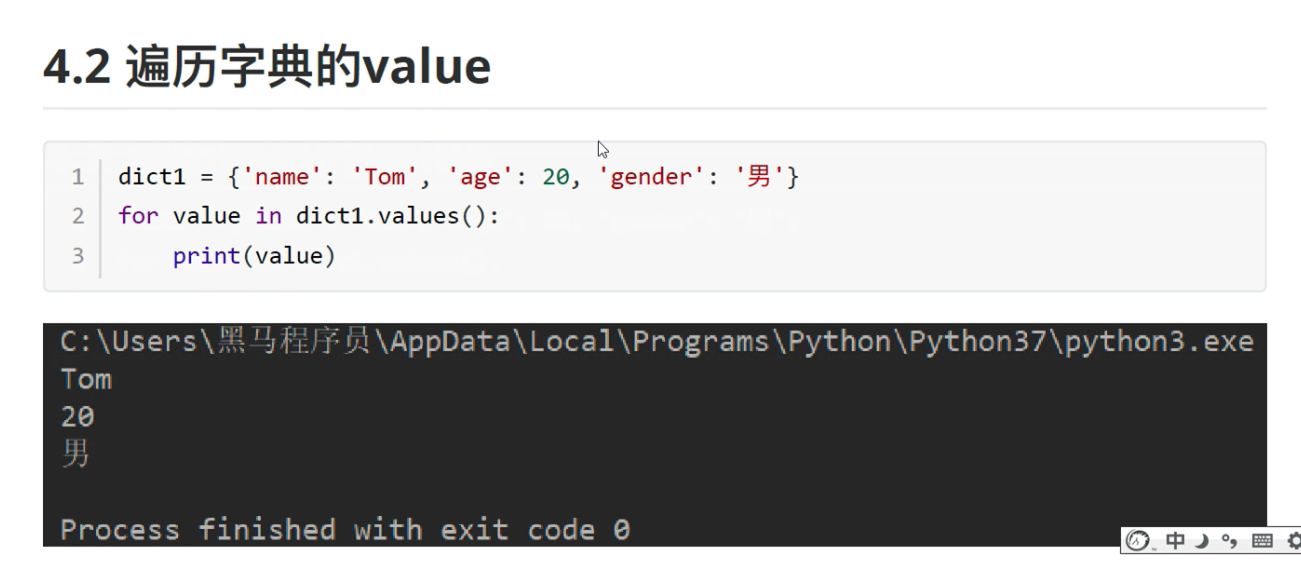 4.2 遍历字典的value
1 dict1 = {'name': 'Tom', 'age': 20, 'gender': '男'}
2 for value in dict1.values():
3     print(value)
C:\Users\黑马程序员\AppData\Local\Programs\Python\Python37\python3.exe
Tom
20
男
Process finished with exit code 0
中